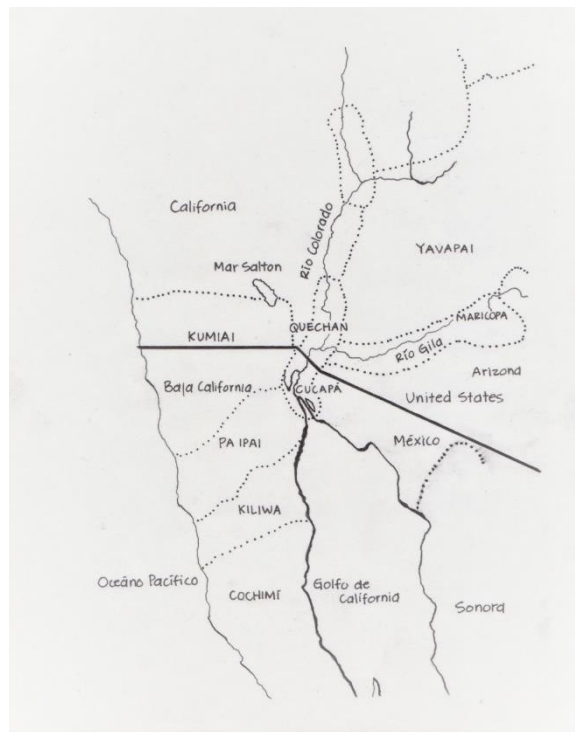 California
Río Colorado
YAVAPAI
Mar Salton
QUECHAN
MARICOPA
KUMIAI
Río Gila
Arizona
Baja California
CUCAPÁ
United States
PA IPAI
México
KILIWA
Oceáno Pacífico
COCHIMÍ
Golfo de
California
Sonora